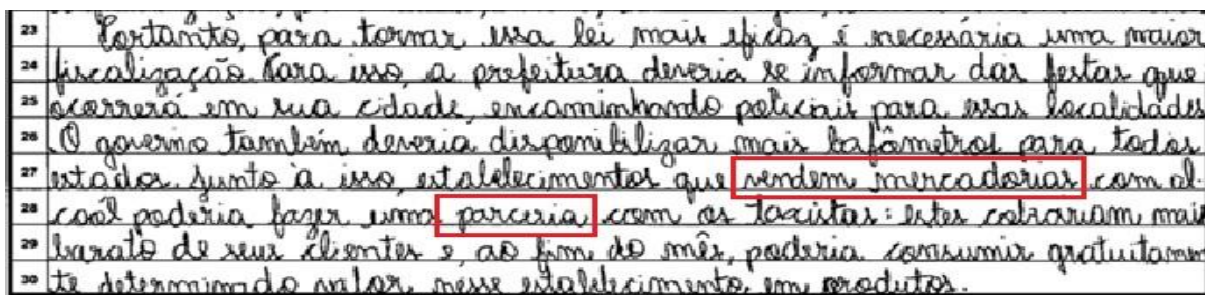 23 Portanto, para tornar essa lei mais eficaz é necessária uma maior
24 fiscalização. Para isso a prefeitura deveria se informar das festas que
25 ocorrerá em sua cidade, encaminhando policiais para essas localidades.
26 O governo também deveria disponibilizar mais bafômetros para todos
27 estados. Junto à isso, estabelecimentos que vendem mercadorias com al-
28 coól poderia fazer uma parceria com os taxistas: estes cobrariam mais
29 barato de seus clientes e, ao fim do mês, poderia consumir gratuitamen
30 te determinado valor, nesse estabelecimento, em produtos.